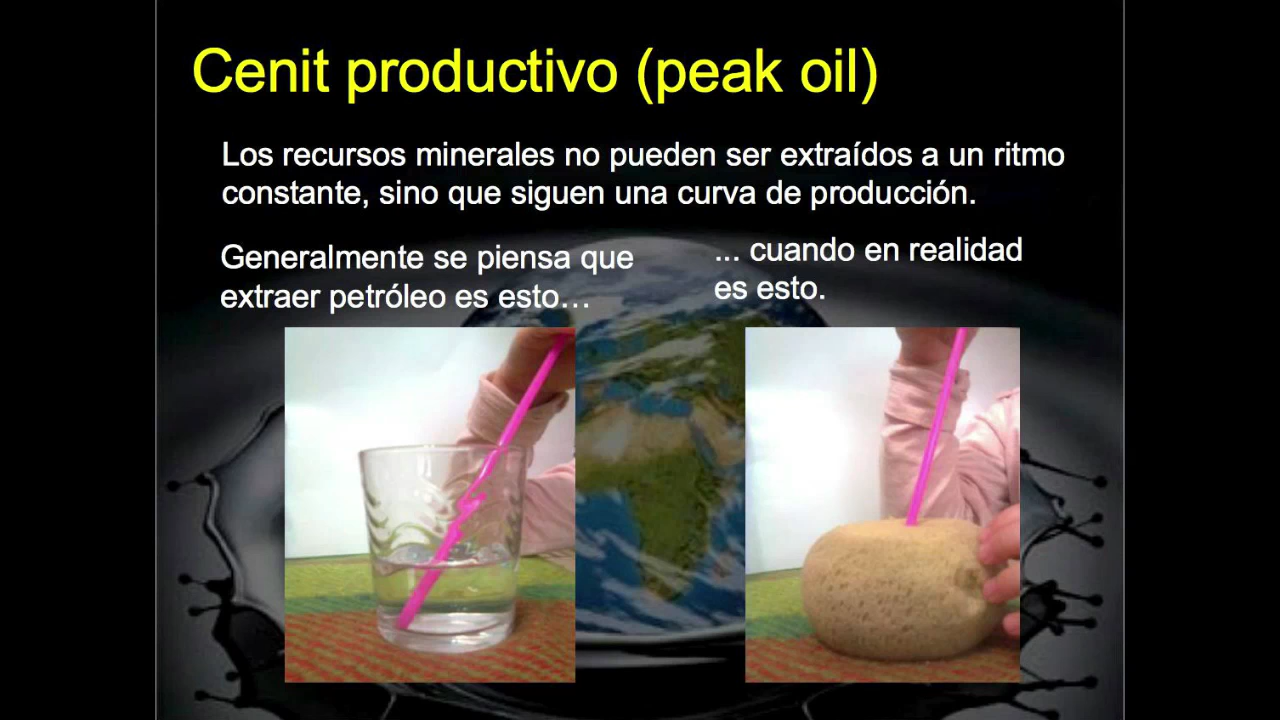 Cenit productivo (peak oil)
Los recursos minerales no pueden ser extraídos a un ritmo
constante, sino que siguen una curva de producción.
Generalmente se piensa que
extraer petróleo es esto…
... cuando en realidad
es esto.